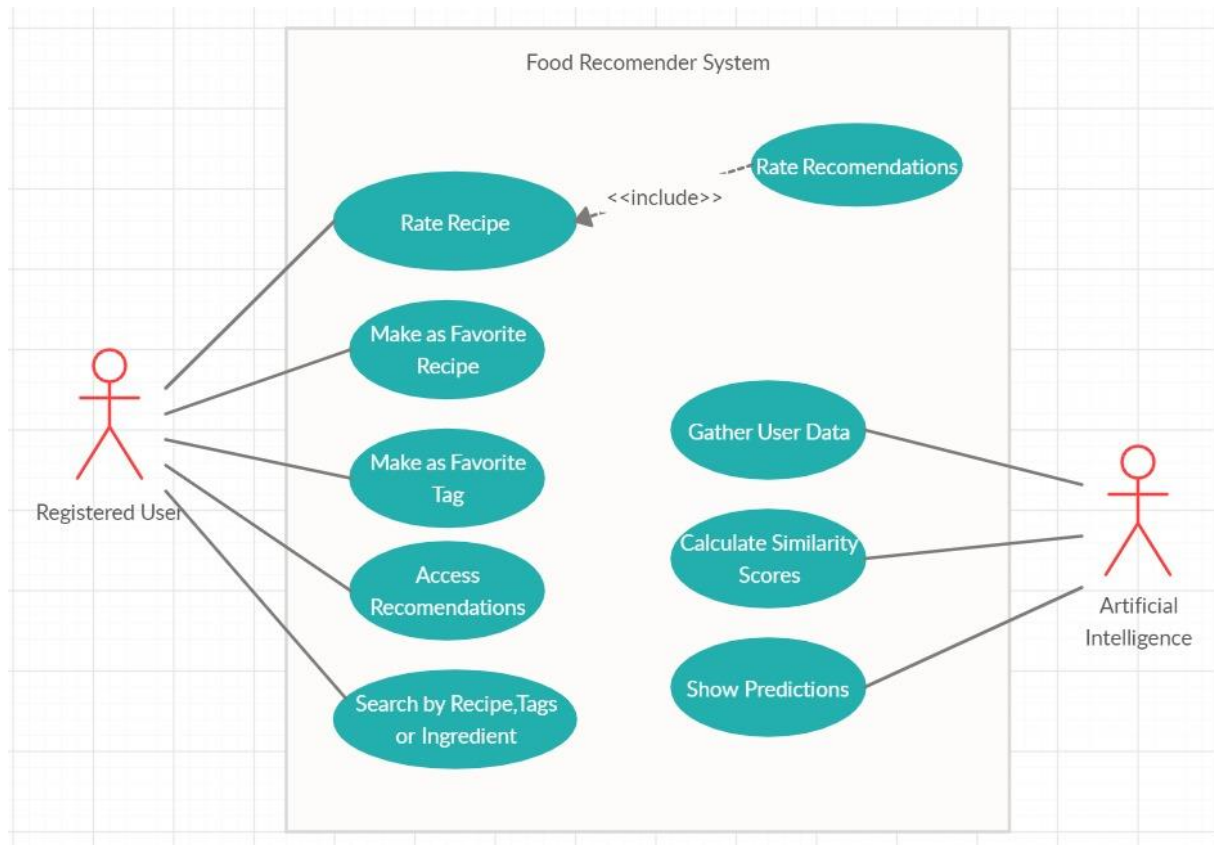 Food Recomender System
Rate Recomendations
<<include>>
Rate Recipe
Make as Favorite
Recipe
Make as Favorite
Tag
Access
Recomendations
Search by Recipe,Tags
or Ingredient
Registered User
Gather User Data
Calculate Similarity
Scores
Show Predictions
Artificial
Intelligence